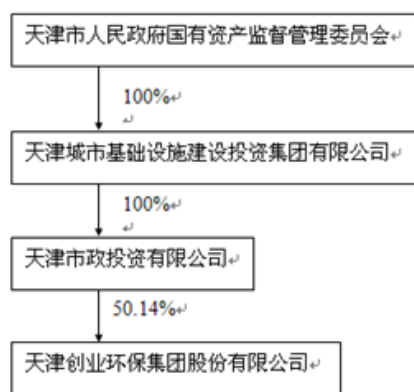 天津市人民政府国有资产监督管理委员会
100%
天津城市基础设施建设投资集团有限公司
100%
天津市政投资有限公司
50.14%
天津创业环保集团股份有限公司